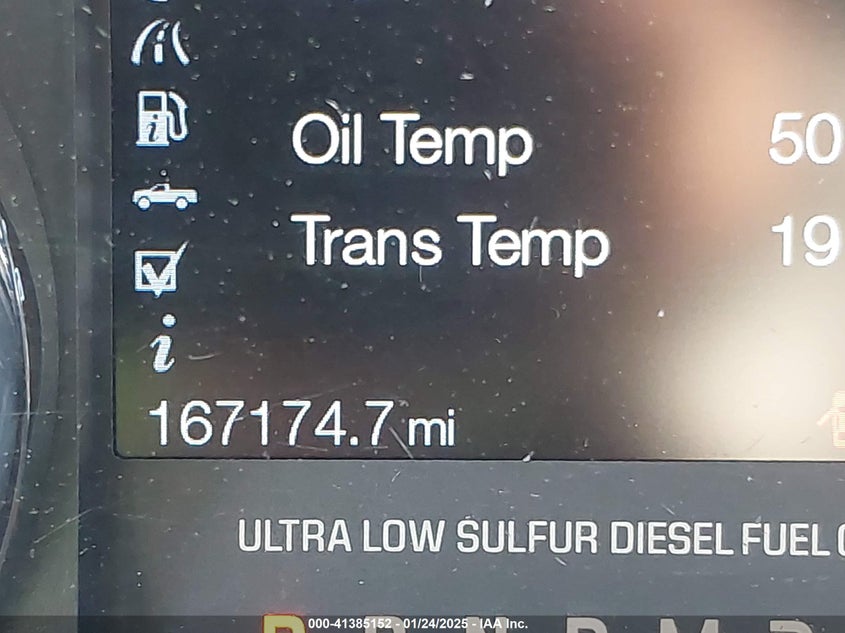 Oil Temp 50
Trans Temp 19
i
167174.7 mi
ULTRA LOW SULFUR DIESEL FUEL
P R N D M
000-41385152 - 01/24/2025 - IAA Inc.